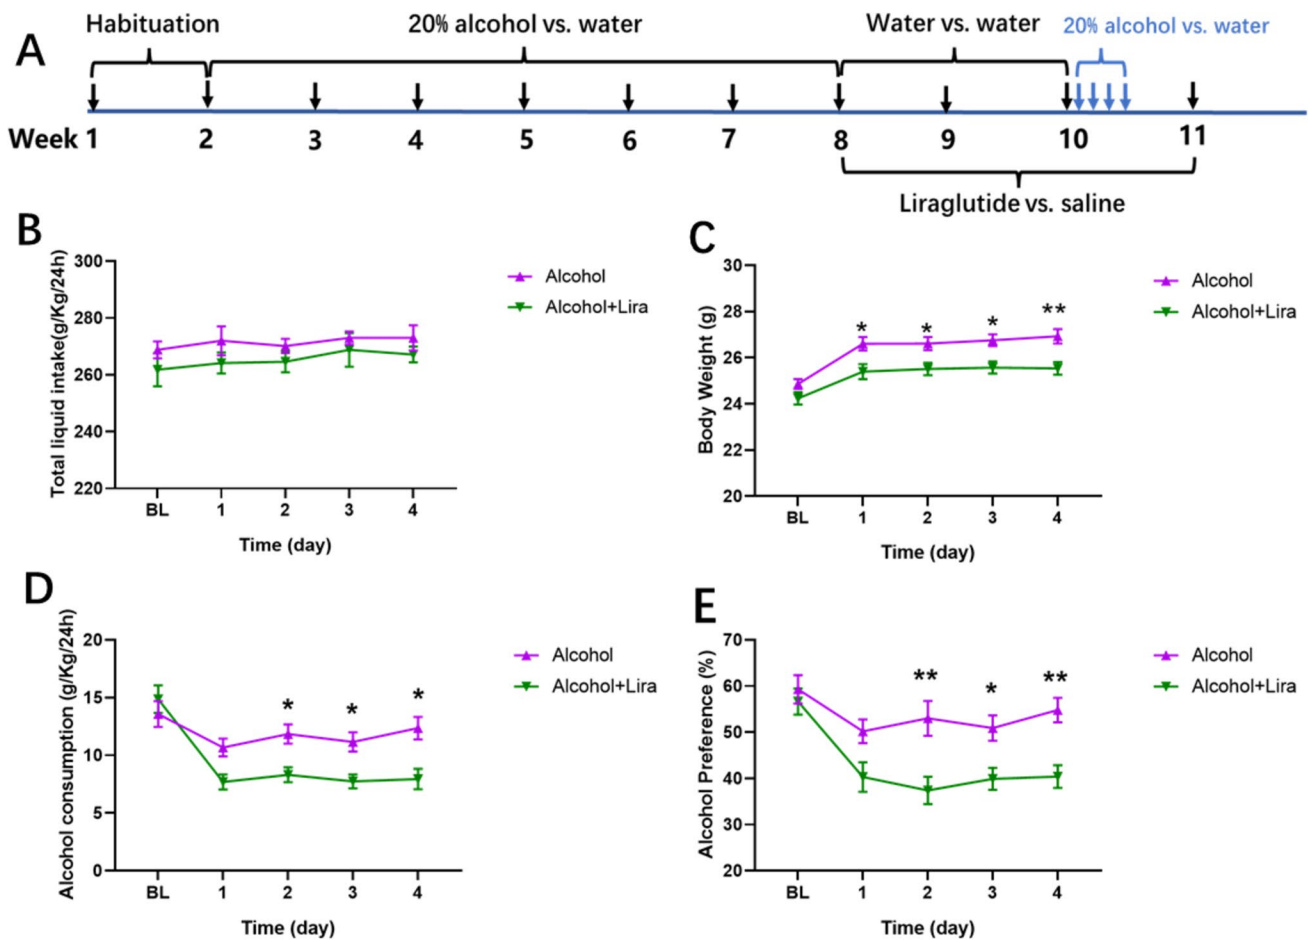 A
Habituation
20% alcohol vs. water
Water vs. water
20% alcohol vs. water
Week 1 2 3 4 5 6 7 8 9 10 11
Liraglutide vs. saline
B
Total liquid intake(g/Kg/24h)
300
280
260
240
220
BL 1 2 3 4
Time (day)
Alcohol
Alcohol+Lira
C
Body Weight (g)
30
28
26
24
22
20
* * * **
BL 1 2 3 4
Time (day)
Alcohol
Alcohol+Lira
D
Alcohol consumption (g/Kg/24h)
20
15
10
5
0
* * *
BL 1 2 3 4
Time (day)
Alcohol
Alcohol+Lira
E
Alcohol Preference (%)
70
60
50
40
30
20
** * **
BL 1 2 3 4
Time (day)
Alcohol
Alcohol+Lira